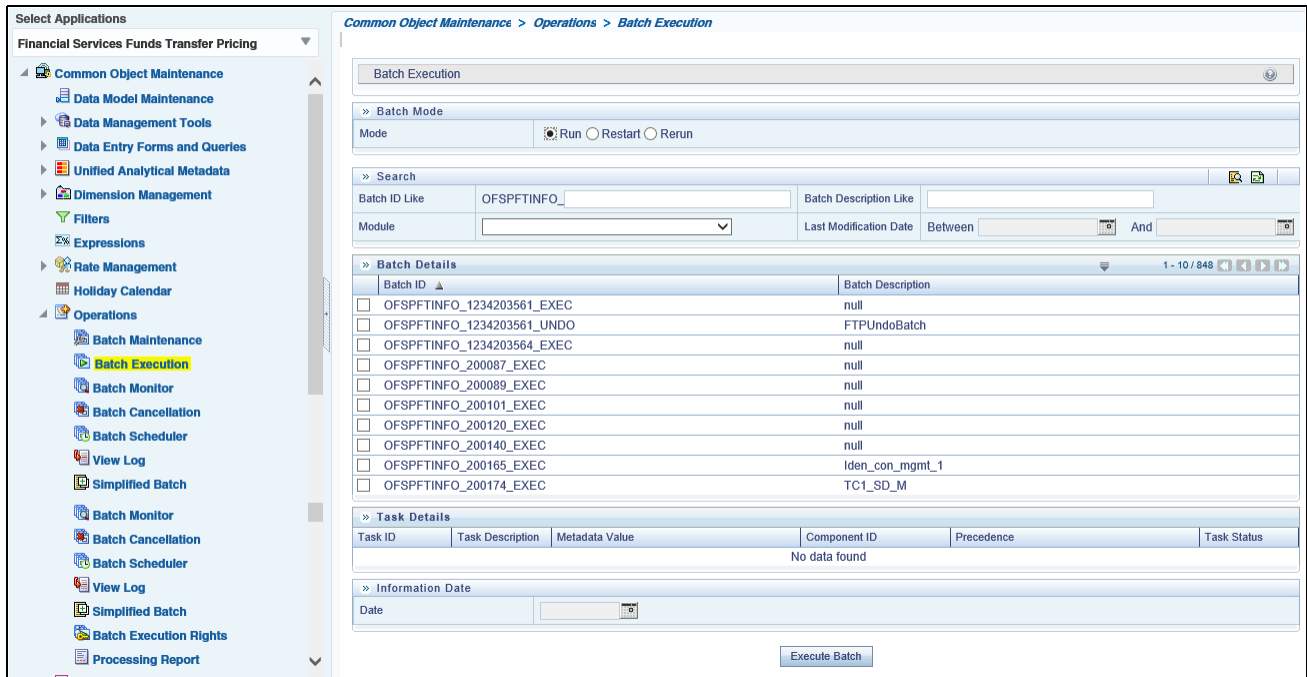 Select Applications
Financial Services Funds Transfer Pricing
Common Object Maintenance
Data Model Maintenance
Data Management Tools
Data Entry Forms and Queries
Unified Analytical Metadata
Dimension Management
Filters
Expressions
Rate Management
Holiday Calendar
Operations
Batch Maintenance
Batch Execution
Batch Monitor
Batch Cancellation
Batch Scheduler
View Log
Simplified Batch
Batch Monitor
Batch Cancellation
Batch Scheduler
View Log
Simplified Batch
Batch Execution Rights
Processing Report
Common Object Maintenance > Operations > Batch Execution
Batch Execution
» Batch Mode
Mode Run Restart Rerun
» Search
Batch ID Like OFSPFTINFO_ Batch Description Like
Module Last Modification Date Between And
» Batch Details 1 - 10 / 848
Batch ID Batch Description
OFSPFTINFO_1234203561_EXEC null
OFSPFTINFO_1234203561_UNDO FTPUndoBatch
OFSPFTINFO_1234203564_EXEC null
OFSPFTINFO_200087_EXEC null
OFSPFTINFO_200089_EXEC null
OFSPFTINFO_200101_EXEC null
OFSPFTINFO_200120_EXEC null
OFSPFTINFO_200140_EXEC null
OFSPFTINFO_200165_EXEC Iden_con_mgmt_1
OFSPFTINFO_200174_EXEC TC1_SD_M
» Task Details
Task ID Task Description Metadata Value Component ID Precedence Task Status
No data found
» Information Date
Date
Execute Batch